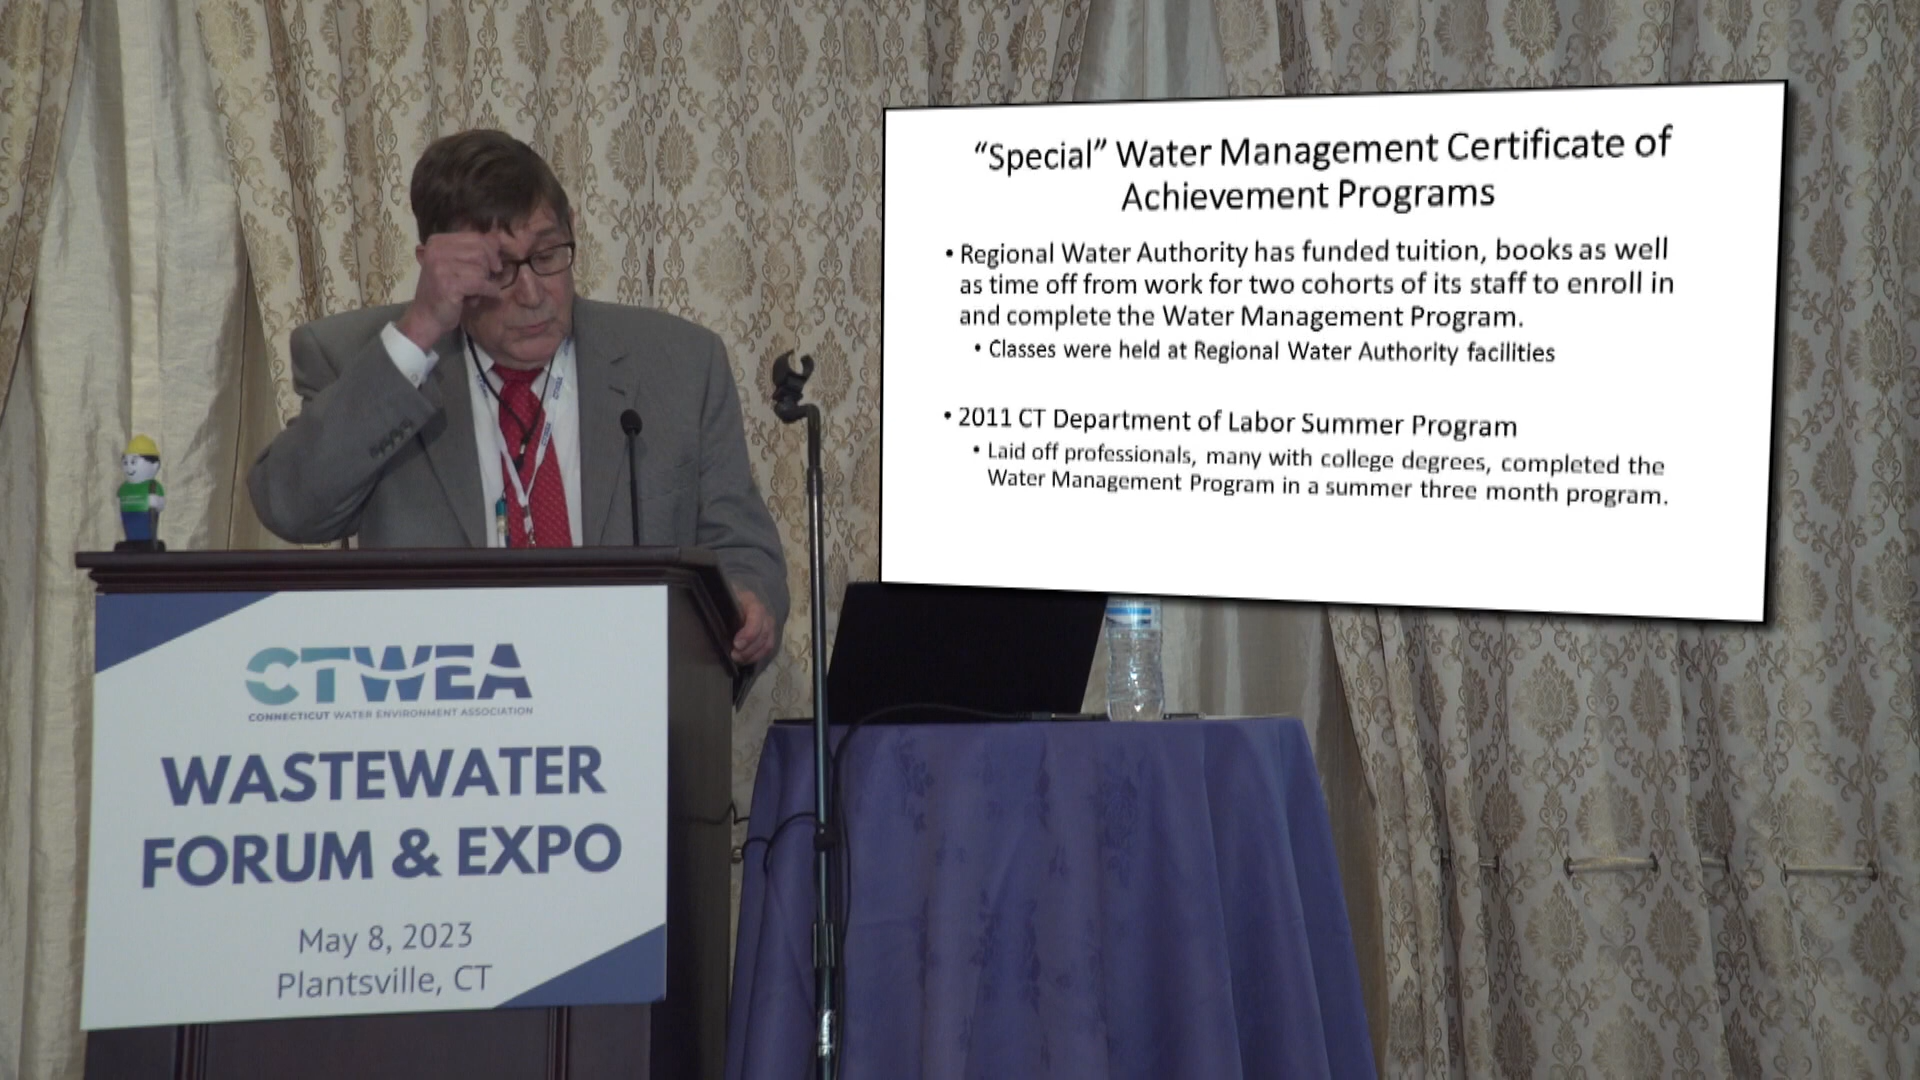 “Special” Water Management Certificate of
Achievement Programs
• Regional Water Authority has funded tuition, books as well
as time off from work for two cohorts of its staff to enroll in
and complete the Water Management Program.
• Classes were held at Regional Water Authority facilities
• 2011 CT Department of Labor Summer Program
• Laid off professionals, many with college degrees, completed the
Water Management Program in a summer three month program.
CTWEA
CONNECTICUT WATER ENVIRONMENT ASSOCIATION
WASTEWATER
FORUM & EXPO
May 8, 2023
Plantsville, CT